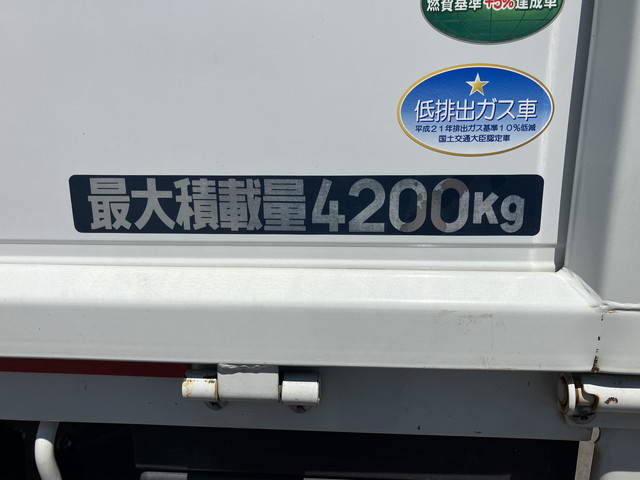 燃費基準+5%達成車
低排出ガス車
平成21年排出ガス基準10%低減
国土交通大臣認定車
最大積載量4200Kg